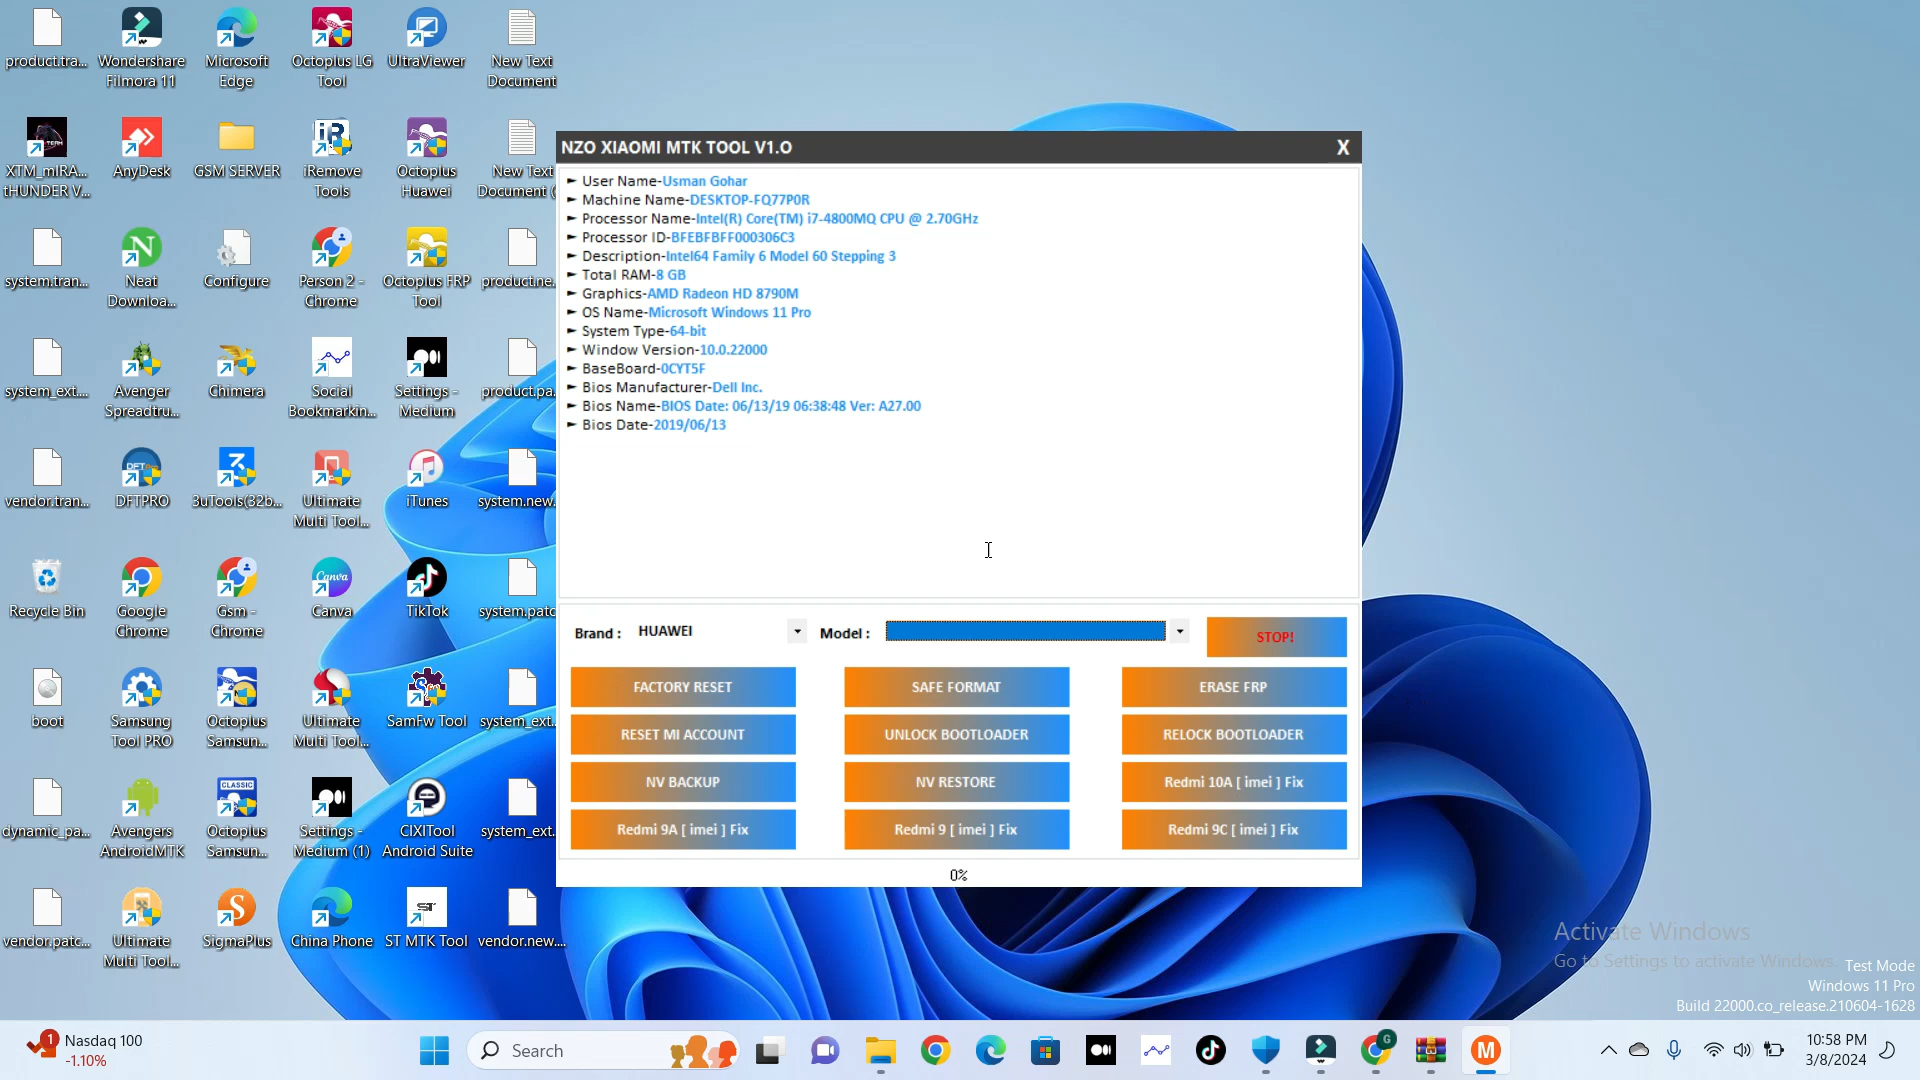 product.tra...
Wondershare
Filmora 11
Microsoft
Edge
Octoplus LG
Tool
UltraViewer
New Text
Document
XTM_mIRA...
tHUNDER V...
AnyDesk
GSM SERVER
iRemove
Tools
Octoplus
Huawei
New Text
Document (
system.tran...
Neat
Downloa...
Configure
Person 2 -
Chrome
Octoplus FRP
Tool
product.ne...
system_ext....
Avenger
Spreadtru...
Chimera
Social
Bookmarkin...
Settings -
Medium
product.pa...
vendor.tran...
DFTPRO
3uTools(32b...
Ultimate
Multi Tool...
iTunes
system.new...
Recycle Bin
Google
Chrome
Gsm -
Chrome
Canva
TikTok
system.patc
boot
Samsung
Tool PRO
Octoplus
Samsun...
Ultimate
Multi Tool...
SamFw Tool
system_ext...
dynamic_pa...
Avengers
AndroidMTK
Octoplus
Samsun...
Settings -
Medium (1)
CIXITool
Android Suite
system_ext...
vendor.patc...
Ultimate
Multi Tool...
SigmaPlus
China Phone
ST MTK Tool
vendor.new....
NZO XIAOMI MTK TOOL V1.O
X
► User Name-Usman Gohar
► Machine Name-DESKTOP-FQ77P0R
► Processor Name-Intel(R) Core(TM) i7-4800MQ CPU @ 2.70GHz
► Processor ID-BFEBFBFF000306C3
► Description-Intel64 Family 6 Model 60 Stepping 3
► Total RAM-8 GB
► Graphics-AMD Radeon HD 8790M
► OS Name-Microsoft Windows 11 Pro
► System Type-64-bit
► Window Version-10.0.22000
► BaseBoard-0CYT5F
► Bios Manufacturer-Dell Inc.
► Bios Name-BIOS Date: 06/13/19 06:38:48 Ver: A27.00
► Bios Date-2019/06/13
Brand : HUAWEI Model : STOP!
FACTORY RESET SAFE FORMAT ERASE FRP
RESET MI ACCOUNT UNLOCK BOOTLOADER RELOCK BOOTLOADER
NV BACKUP NV RESTORE Redmi 10A [ imei ] Fix
Redmi 9A [ imei ] Fix Redmi 9 [ imei ] Fix Redmi 9C [ imei ] Fix
0%
Activate Windows
Go to Settings to activate Windows.
Test Mode
Windows 11 Pro
Build 22000.co_release.210604-1628
1
Nasdaq 100
-1.10%
Search
10:58 PM
3/8/2024